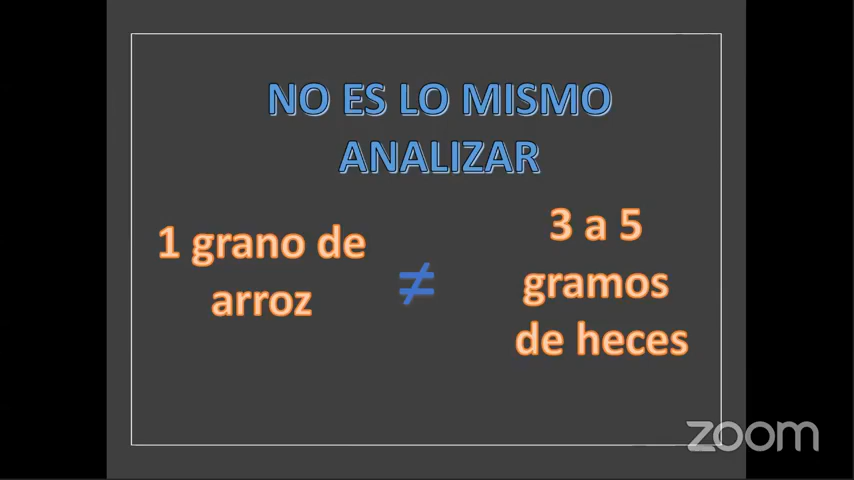 NO ES LO MISMO
ANALIZAR
1 grano de
arroz
≠
3 a 5
gramos
de heces
zoom